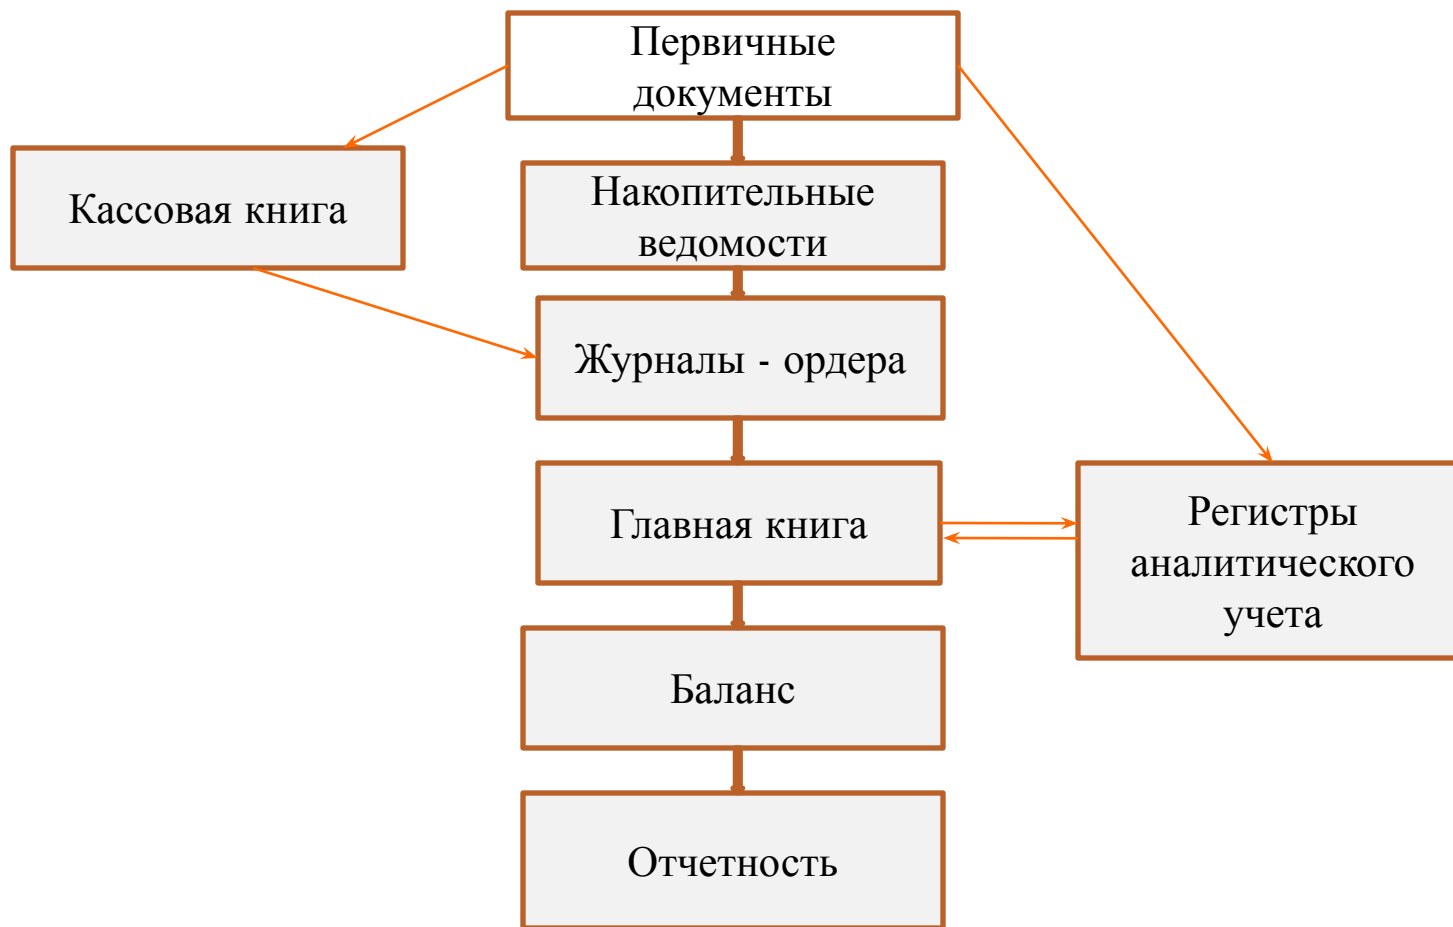 Первичные
документы
Кассовая книга
Накопительные
ведомости
Журналы - ордера
Главная книга
Регистры
аналитического
учета
Баланс
Отчетность